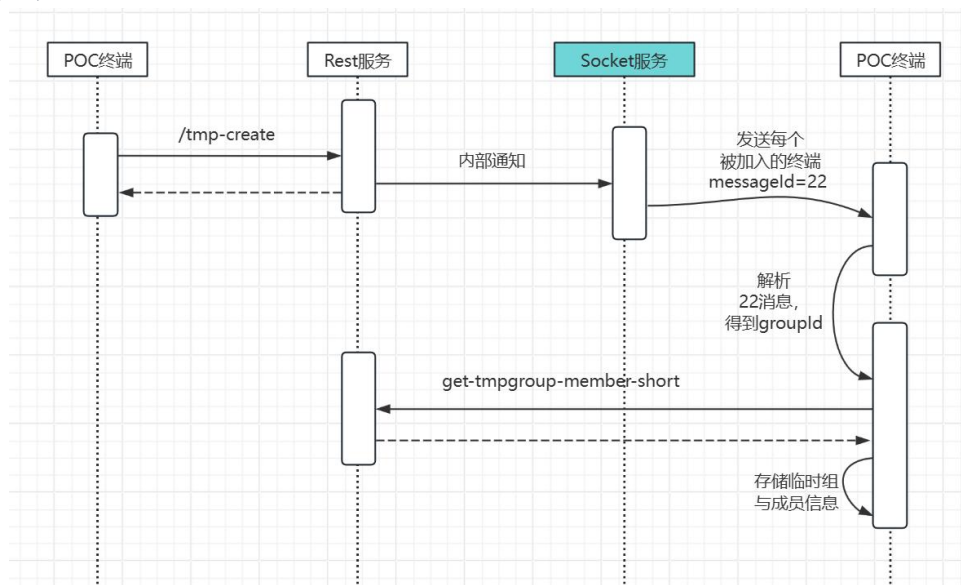 POC终端
Rest服务
Socket服务
POC终端
/tmp-create
内部通知
发送每个
被加入的终端
messageId=22
解析
22消息，
得到groupId
get-tmpgroup-member-short
存储临时组
与成员信息